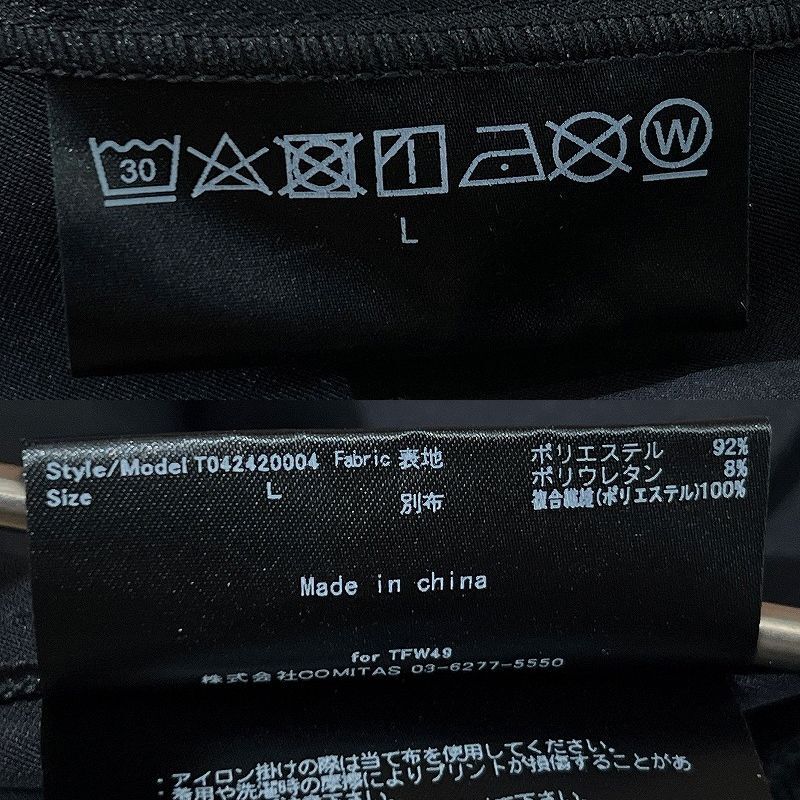 30
W
L
Style/Model T042420004 Fabric 表地 ポリエステル 92%
ポリウレタン 8%
Size L 別布 複合繊維(ポリエステル)100%
Made in china
for TFW49
株式会社COMITAS 03-6277-5550
・アイロン掛けの際は当て布を使用してください。
・着用や洗濯時の摩擦によりプリントが損傷することがあ